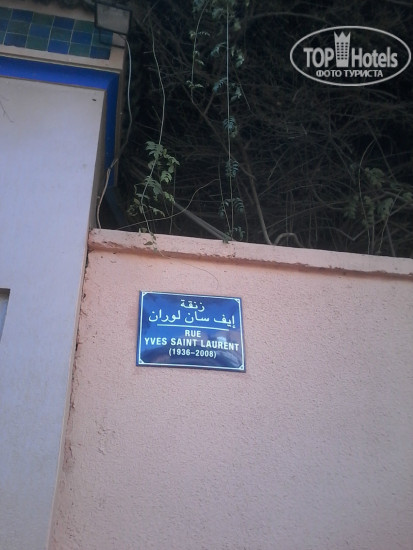 TOP Hotels
ФОТО ТУРИСТА
زنقة
إيف سان لوران
RUE
YVES SAINT LAURENT
(1936-2008)